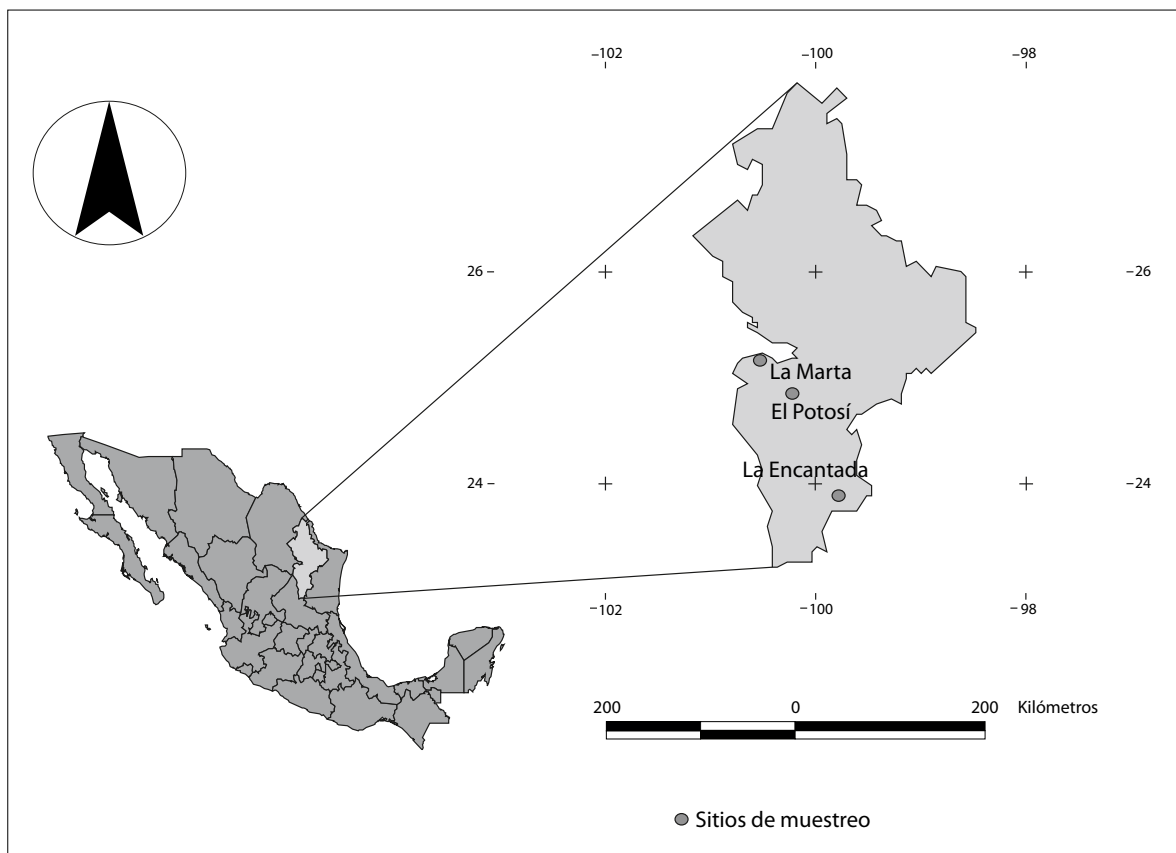 –102 –100 –98
26 –
–26
La Marta
El Potosí
La Encantada
24 –
–24
–102 –100 –98
200 0 200 Kilómetros
Sitios de muestreo